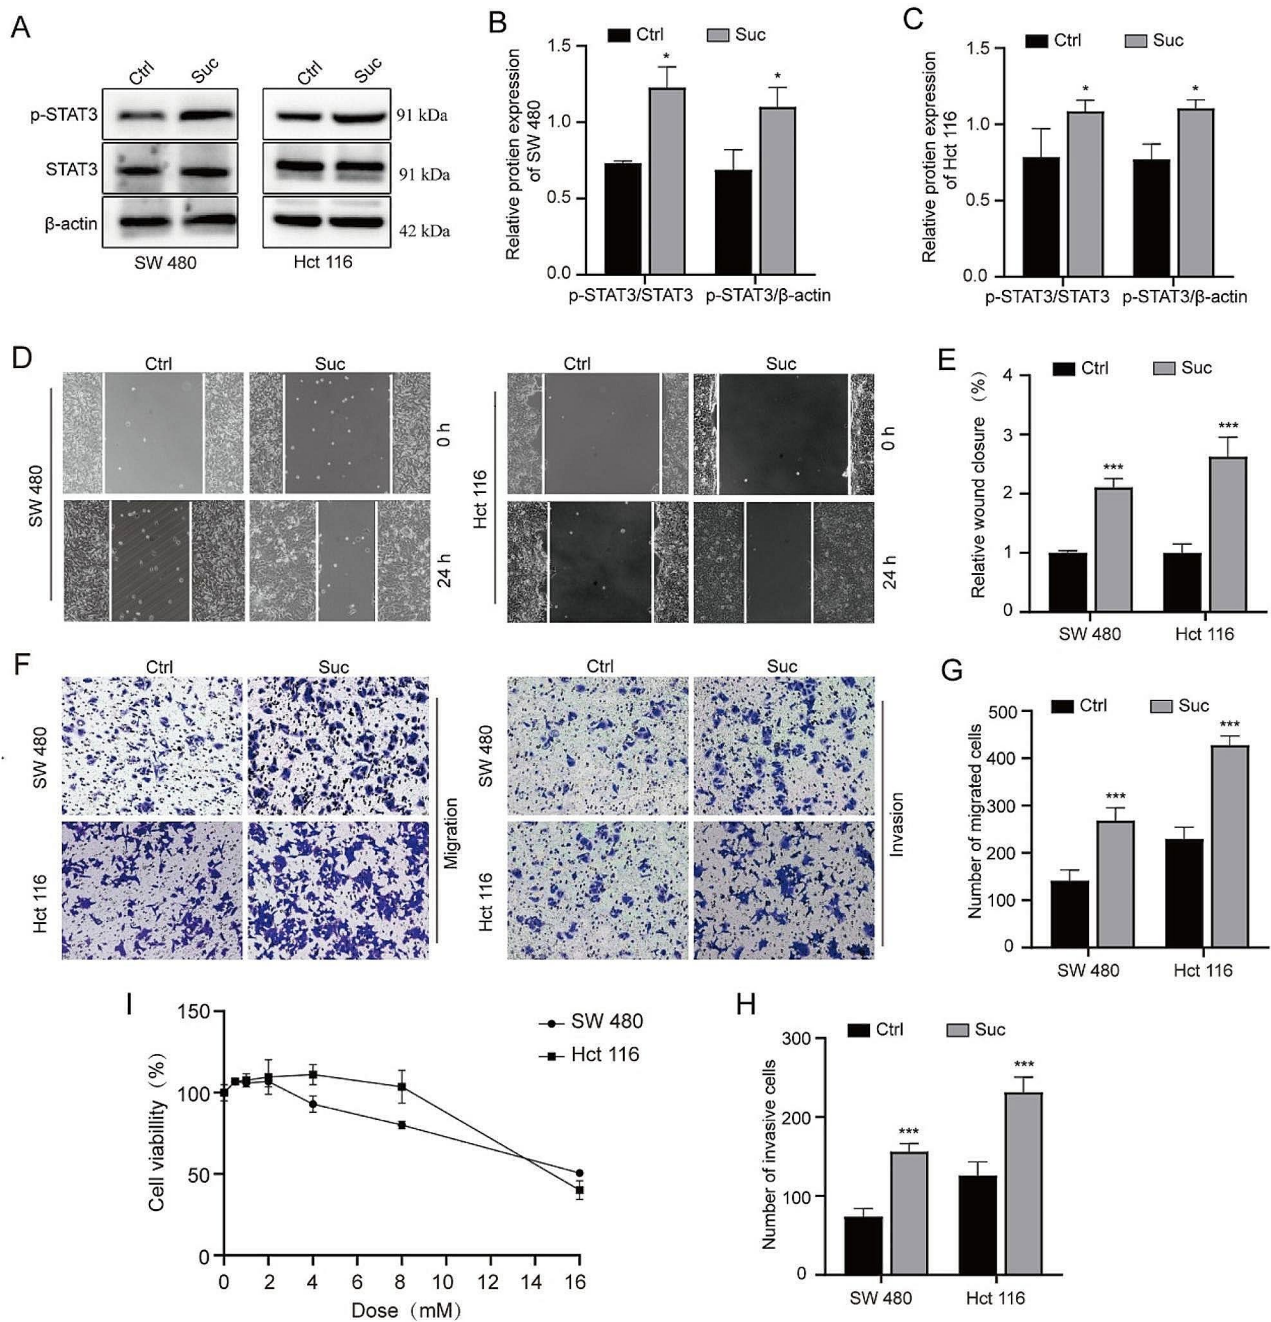 A
Ctrl Suc Ctrl Suc
p-STAT3 91 kDa
STAT3 91 kDa
β-actin 42 kDa
SW 480 Hct 116
B
Ctrl Suc
Relative protien expression
of SW 480
1.5
1.0
0.5
0.0
* *
p-STAT3/STAT3 p-STAT3/β-actin
C
Ctrl Suc
Relative protien expression
of Hct 116
1.5
1.0
0.5
0.0
* *
p-STAT3/STAT3 p-STAT3/β-actin
D
Ctrl Suc Ctrl Suc
SW 480
0 h
24 h
Hct 116
0 h
24 h
E
Ctrl Suc
Relative wound closure (%)
4
3
2
1
0
*** ***
SW 480 Hct 116
F
Ctrl Suc Ctrl Suc
SW 480
Hct 116
Migration
SW 480
Hct 116
Invasion
G
Ctrl Suc
Number of migrated cells
500
400
300
200
100
0
*** ***
SW 480 Hct 116
I
SW 480
Hct 116
Cell viabillity (%)
150
100
50
0
0 2 4 6 8 10 12 14 16
Dose (mM)
H
Ctrl Suc
Number of invasive cells
300
200
100
0
*** ***
SW 480 Hct 116